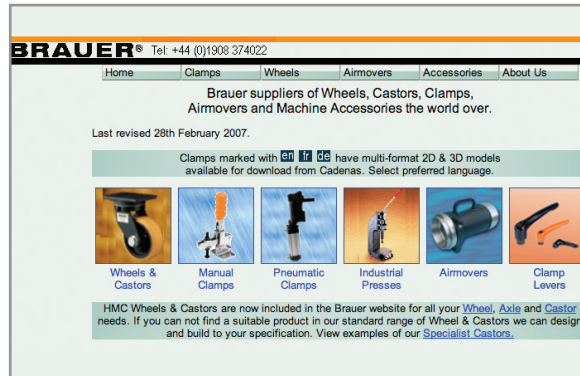 BRAUER® Tel: +44 (0)1908 374022
Home Clamps Wheels Airmovers Accessories About Us
Brauer suppliers of Wheels, Castors, Clamps,
Airmovers and Machine Accessories the world over.
Last revised 28th February 2007.
Clamps marked with en fr de have multi-format 2D & 3D models
available for download from Cadenas. Select preferred language.
Wheels & Castors
Manual Clamps
Pneumatic Clamps
Industrial Presses
Airmovers
Clamp Levers
HMC Wheels & Castors are now included in the Brauer website for all your Wheel, Axle and Castor
needs. If you can not find a suitable product in our standard range of Wheel & Castors we can design
and build to your specification. View examples of our Specialist Castors.